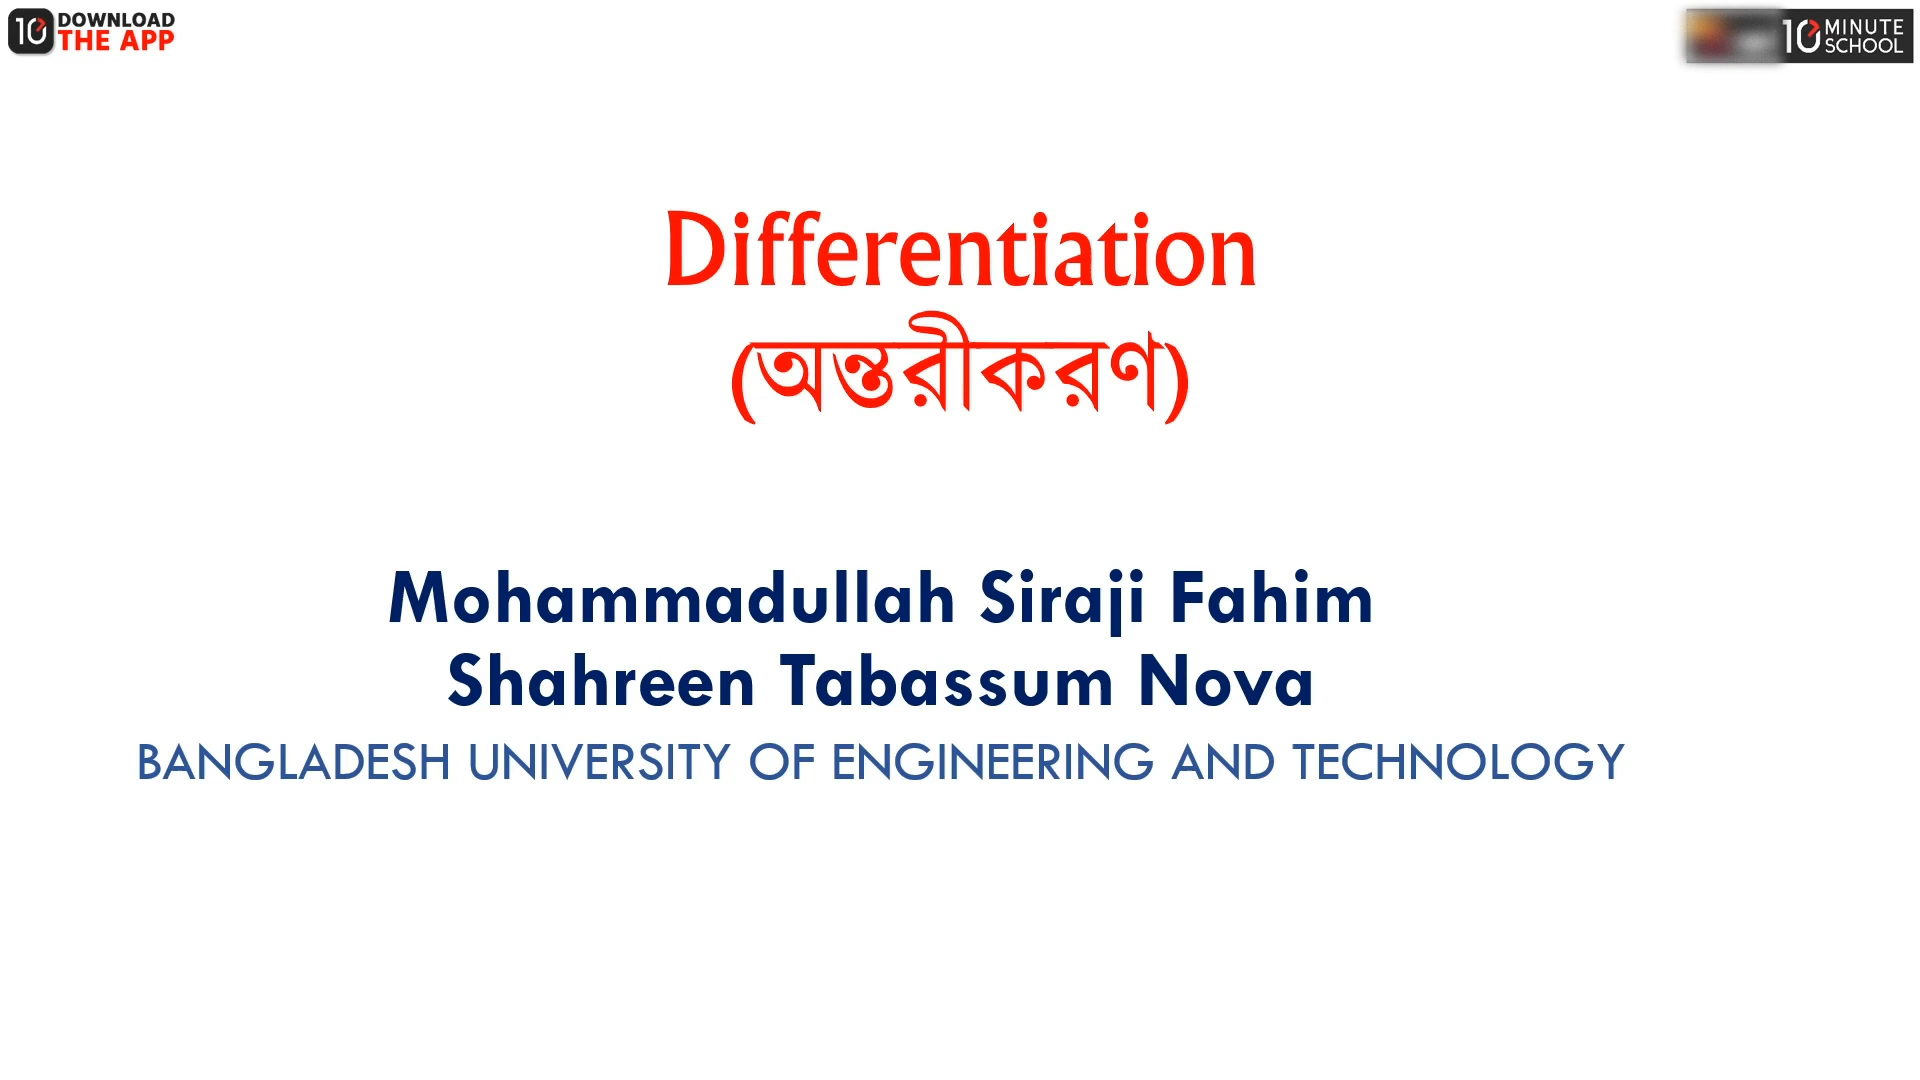 DOWNLOAD
THE APP
10 MINUTE
SCHOOL
Differentiation
(অন্তরীকরণ)
Mohammadullah Siraji Fahim
Shahreen Tabassum Nova
BANGLADESH UNIVERSITY OF ENGINEERING AND TECHNOLOGY